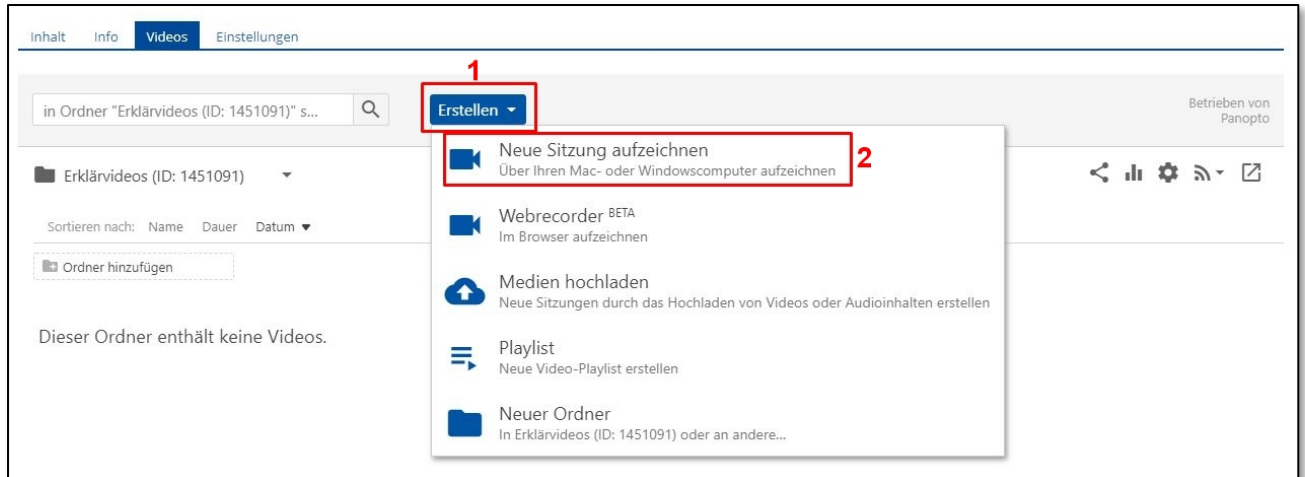 Inhalt Info Videos Einstellungen
1
in Ordner "Erklärvideos (ID: 1451091)" s...
Erstellen
Betrieben von
Panopto
Neue Sitzung aufzeichnen
Über Ihren Mac- oder Windowscomputer aufzeichnen
2
Erklärvideos (ID: 1451091)
Webrecorder BETA
Im Browser aufzeichnen
Sortieren nach: Name Dauer Datum
Ordner hinzufügen
Medien hochladen
Neue Sitzungen durch das Hochladen von Videos oder Audioinhalten erstellen
Dieser Ordner enthält keine Videos.
Playlist
Neue Video-Playlist erstellen
Neuer Ordner
In Erklärvideos (ID: 1451091) oder an andere...